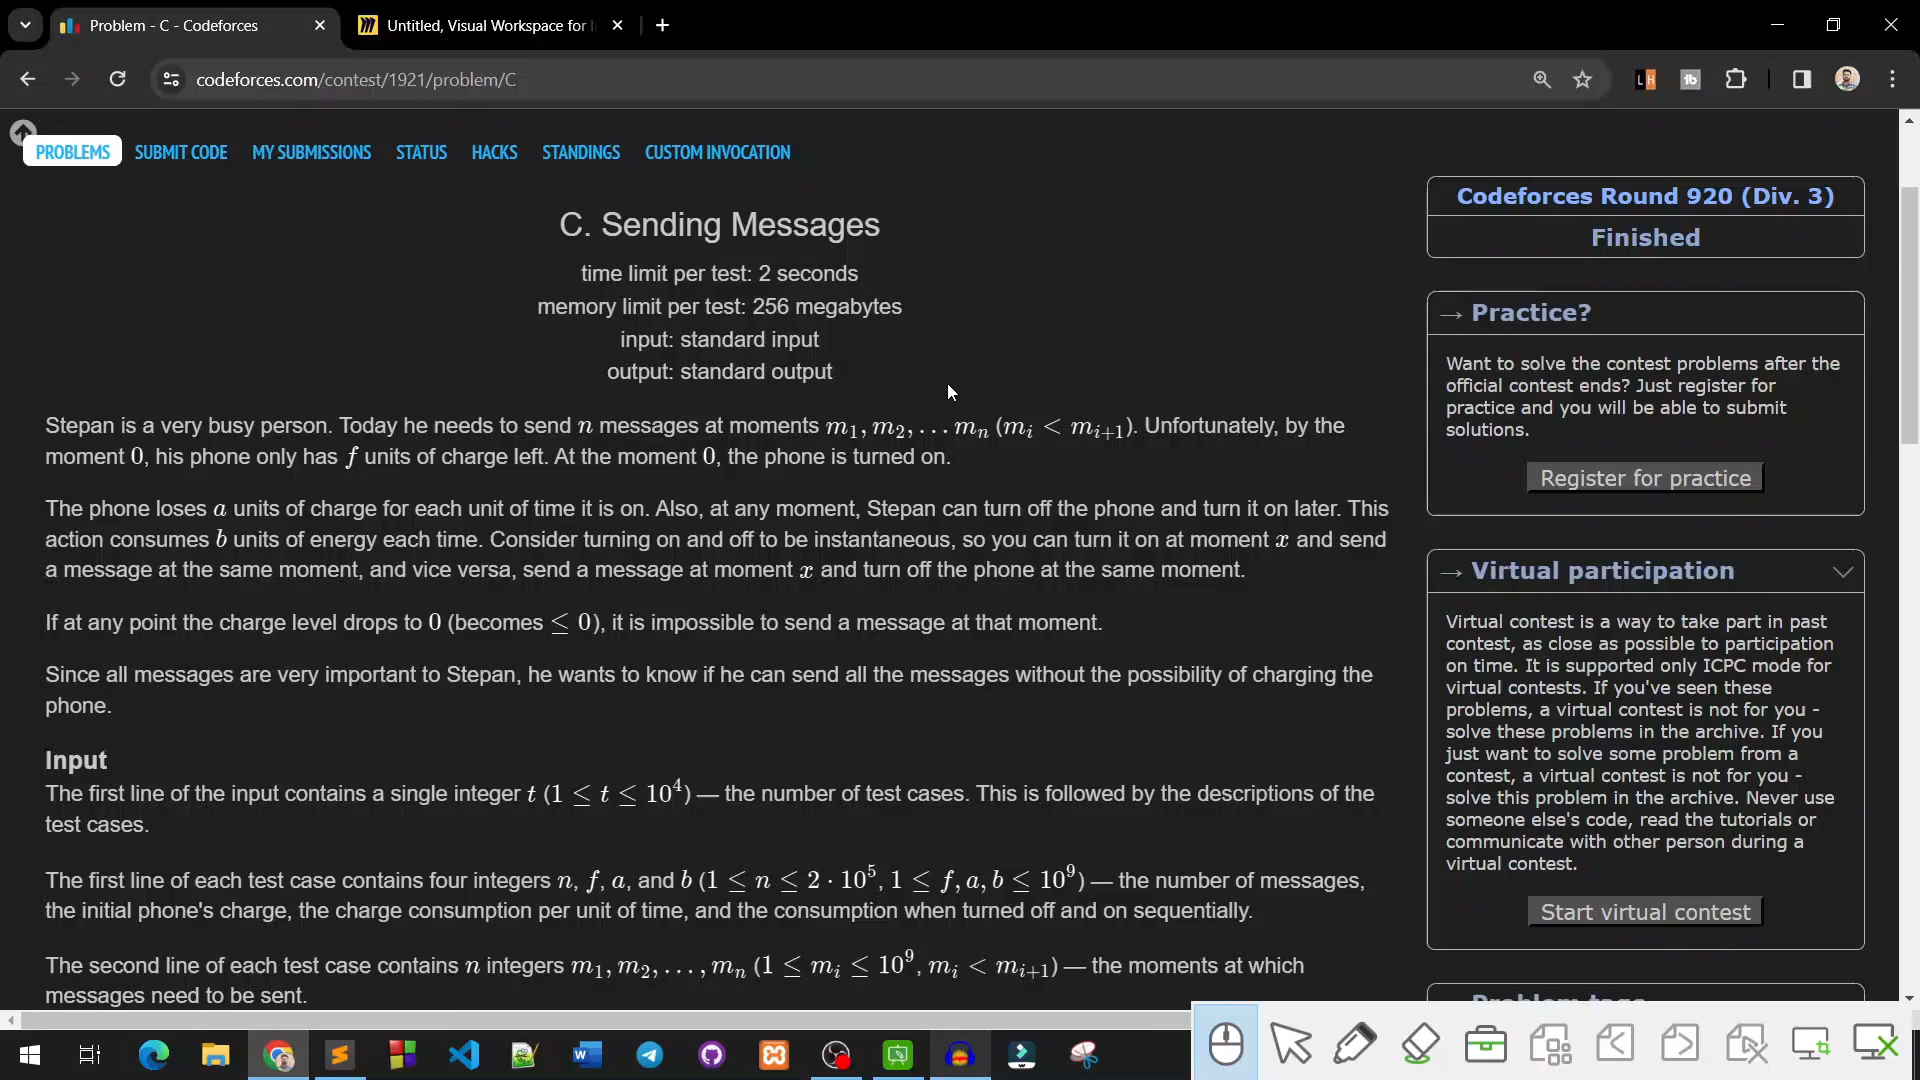 Problem - C - Codeforces
Untitled, Visual Workspace for
codeforces.com/contest/1921/problem/C
PROBLEMS SUBMIT CODE MY SUBMISSIONS STATUS HACKS STANDINGS CUSTOM INVOCATION
C. Sending Messages
time limit per test: 2 seconds
memory limit per test: 256 megabytes
input: standard input
output: standard output
Stepan is a very busy person. Today he needs to send n messages at moments m₁, m₂, … mₙ (mᵢ < mᵢ₊₁). Unfortunately, by the
moment 0, his phone only has f units of charge left. At the moment 0, the phone is turned on.
The phone loses a units of charge for each unit of time it is on. Also, at any moment, Stepan can turn off the phone and turn it on later. This
action consumes b units of energy each time. Consider turning on and off to be instantaneous, so you can turn it on at moment x and send
a message at the same moment, and vice versa, send a message at moment x and turn off the phone at the same moment.
If at any point the charge level drops to 0 (becomes ≤ 0), it is impossible to send a message at that moment.
Since all messages are very important to Stepan, he wants to know if he can send all the messages without the possibility of charging the
phone.
Input
The first line of the input contains a single integer t (1 ≤ t ≤ 10⁴) — the number of test cases. This is followed by the descriptions of the
test cases.
The first line of each test case contains four integers n, f, a, and b (1 ≤ n ≤ 2 · 10⁵, 1 ≤ f, a, b ≤ 10⁹) — the number of messages,
the initial phone's charge, the charge consumption per unit of time, and the consumption when turned off and on sequentially.
The second line of each test case contains n integers m₁, m₂, …, mₙ (1 ≤ mᵢ ≤ 10⁹, mᵢ < mᵢ₊₁) — the moments at which
messages need to be sent.
Codeforces Round 920 (Div. 3)
Finished
→ Practice?
Want to solve the contest problems after the
official contest ends? Just register for
practice and you will be able to submit
solutions.
Register for practice
→ Virtual participation
Virtual contest is a way to take part in past
contest, as close as possible to participation
on time. It is supported only ICPC mode for
virtual contests. If you've seen these
problems, a virtual contest is not for you -
solve these problems in the archive. If you
just want to solve some problem from a
contest, a virtual contest is not for you -
solve this problem in the archive. Never use
someone else's code, read the tutorials or
communicate with other person during a
virtual contest.
Start virtual contest
Problem tags